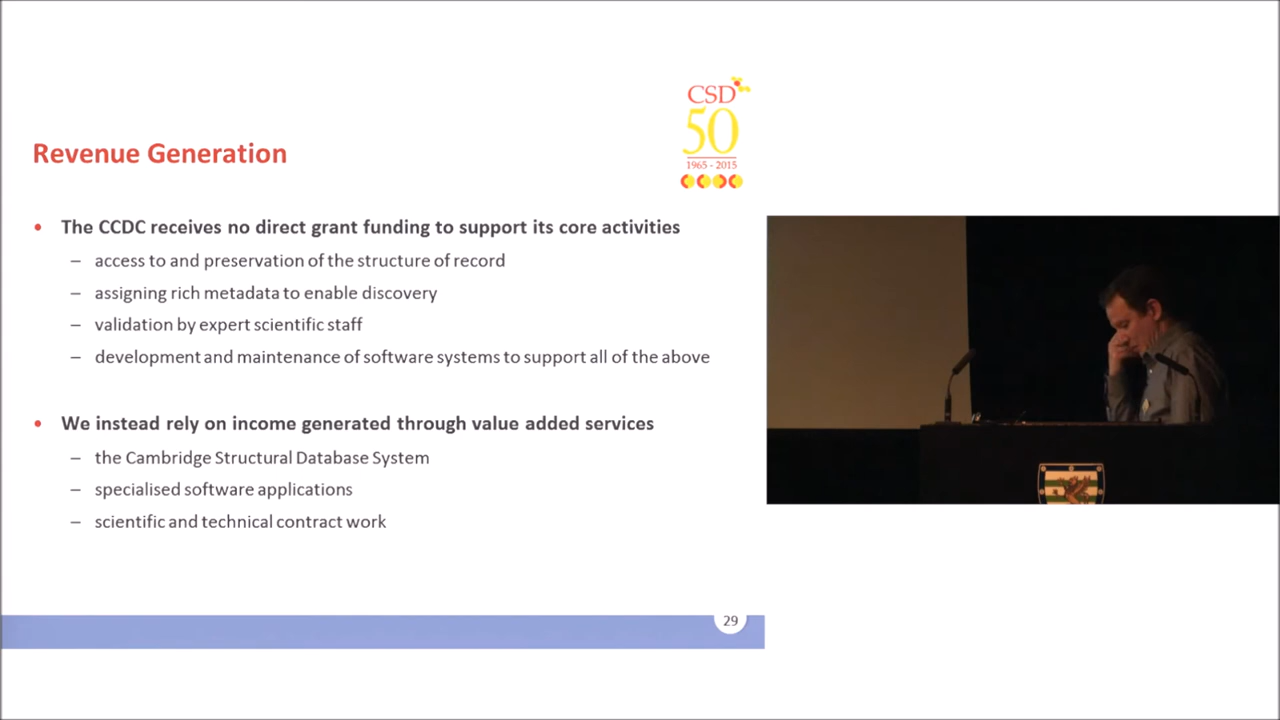 CSD
50
1965 - 2015
Revenue Generation
• The CCDC receives no direct grant funding to support its core activities
– access to and preservation of the structure of record
– assigning rich metadata to enable discovery
– validation by expert scientific staff
– development and maintenance of software systems to support all of the above
• We instead rely on income generated through value added services
– the Cambridge Structural Database System
– specialised software applications
– scientific and technical contract work
29